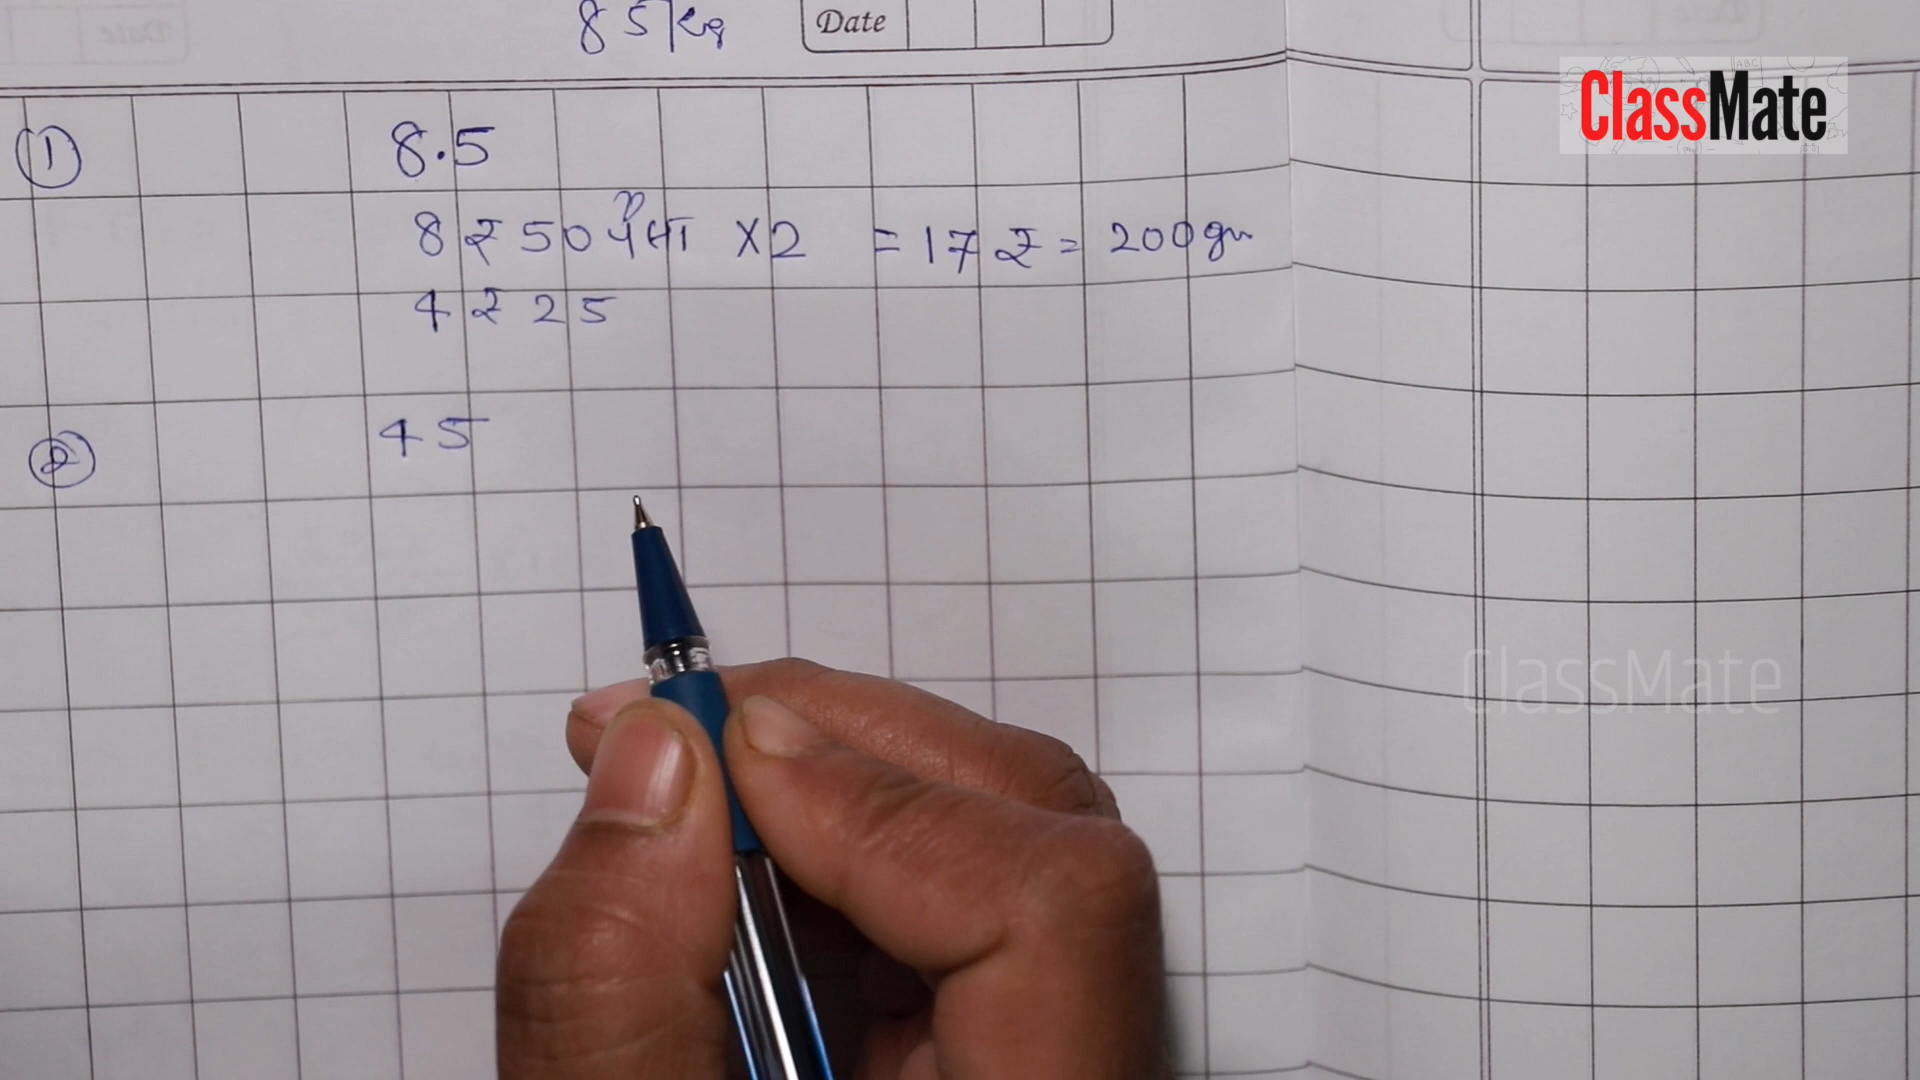 85 Kg
Date
ClassMate
① 8.5
8 ₹ 50 पैसा × 2 = 17 ₹ = 200 gm
4 ₹ 25
② 45
ClassMate